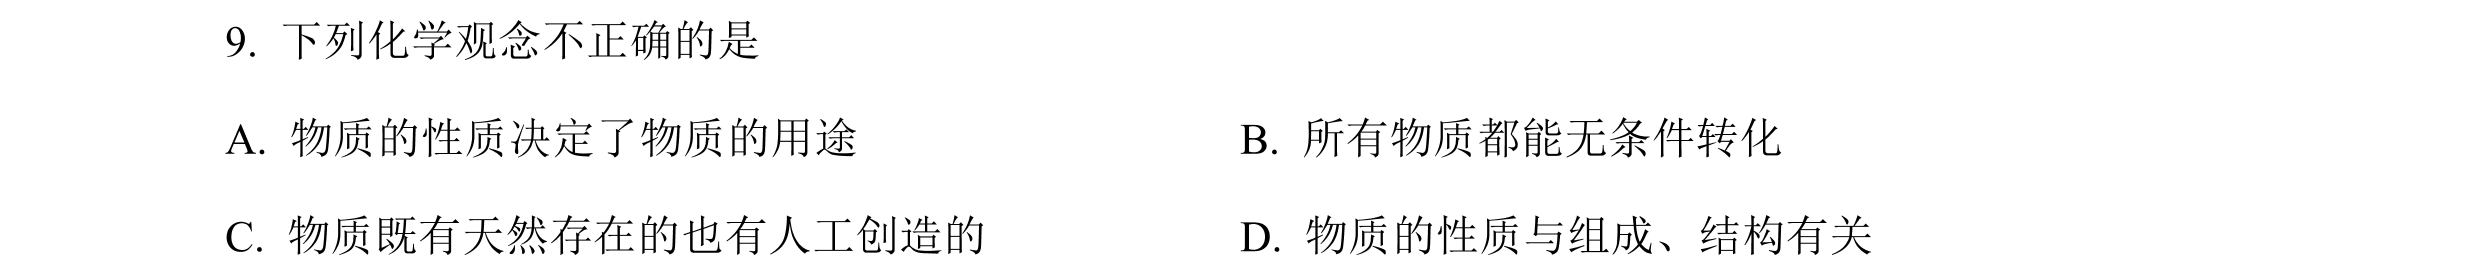 9. 下列化学观念不正确的是
A. 物质的性质决定了物质的用途 B. 所有物质都能无条件转化
C. 物质既有天然存在的也有人工创造的 D. 物质的性质与组成、结构有关